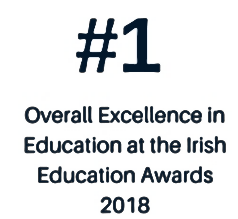 #1
Overall Excellence in
Education at the Irish
Education Awards
2018